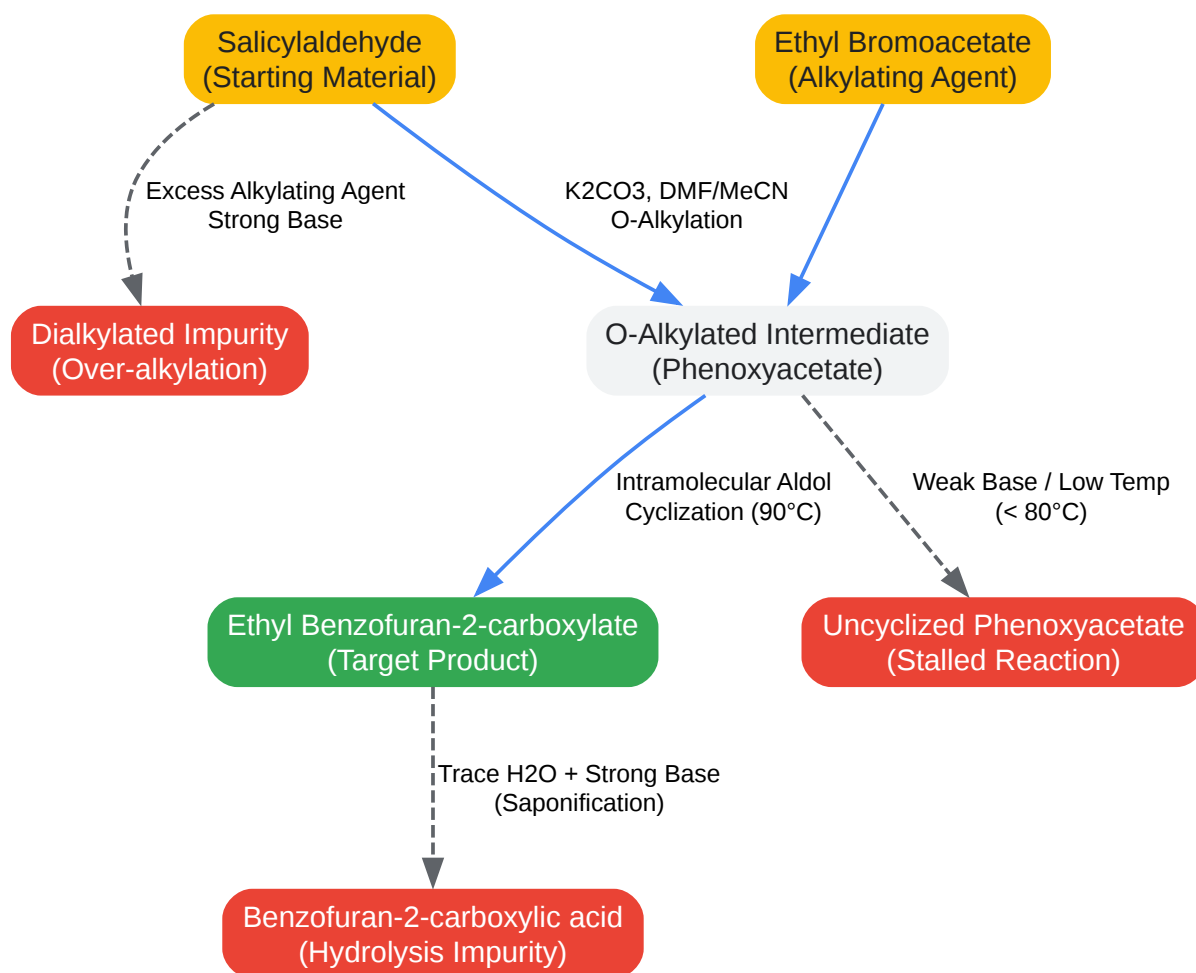 Salicylaldehyde
(Starting Material)
Ethyl Bromoacetate
(Alkylating Agent)
Excess Alkylating Agent
Strong Base
K2CO3, DMF/MeCN
O-Alkylation
Dialkylated Impurity
(Over-alkylation)
O-Alkylated Intermediate
(Phenoxyacetate)
Intramolecular Aldol
Cyclization (90°C)
Weak Base / Low Temp
(< 80°C)
Ethyl Benzofuran-2-carboxylate
(Target Product)
Uncyclized Phenoxyacetate
(Stalled Reaction)
Trace H2O + Strong Base
(Saponification)
Benzofuran-2-carboxylic acid
(Hydrolysis Impurity)